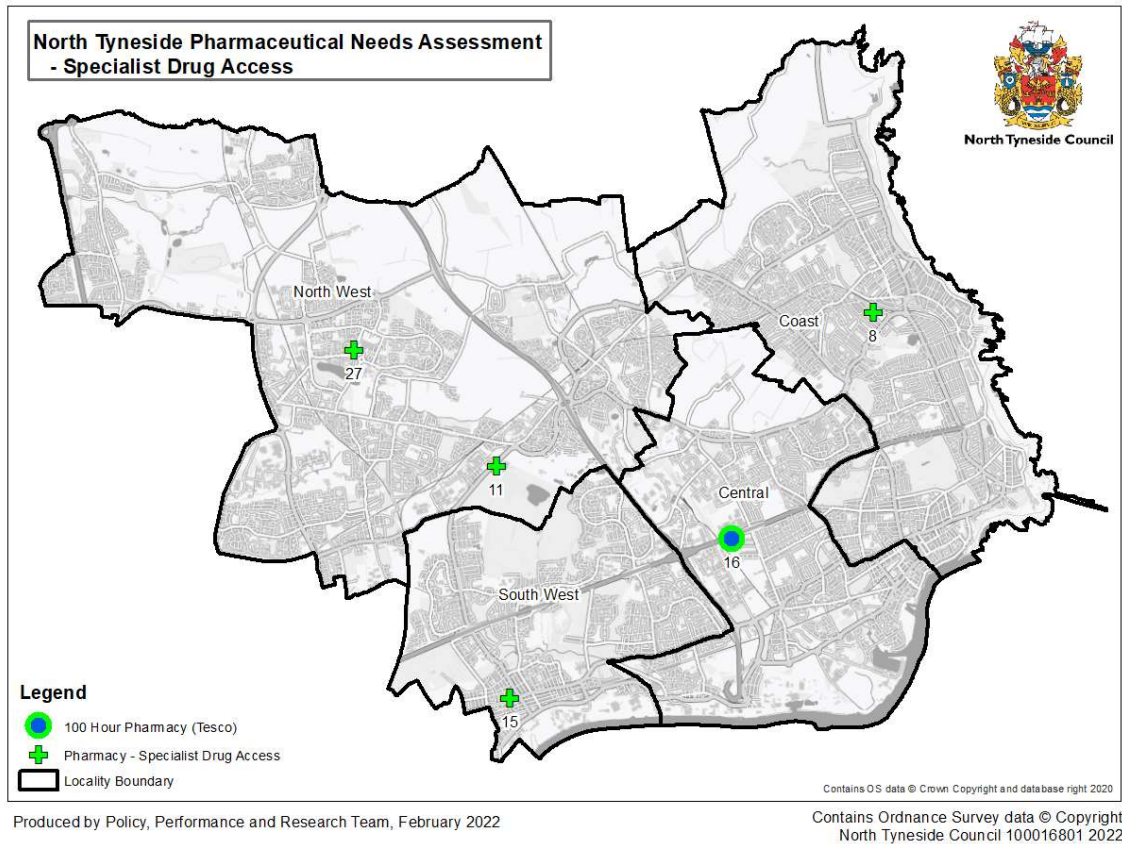 North Tyneside Pharmaceutical Needs Assessment
- Specialist Drug Access
North Tyneside Council
North West
27
Coast
8
11
Central
16
South West
15
Legend
100 Hour Pharmacy (Tesco)
Pharmacy - Specialist Drug Access
Locality Boundary
Contains OS data © Crown Copyright and database right 2020
Produced by Policy, Performance and Research Team, February 2022
Contains Ordnance Survey data © Copyright
North Tyneside Council 100016801 2022